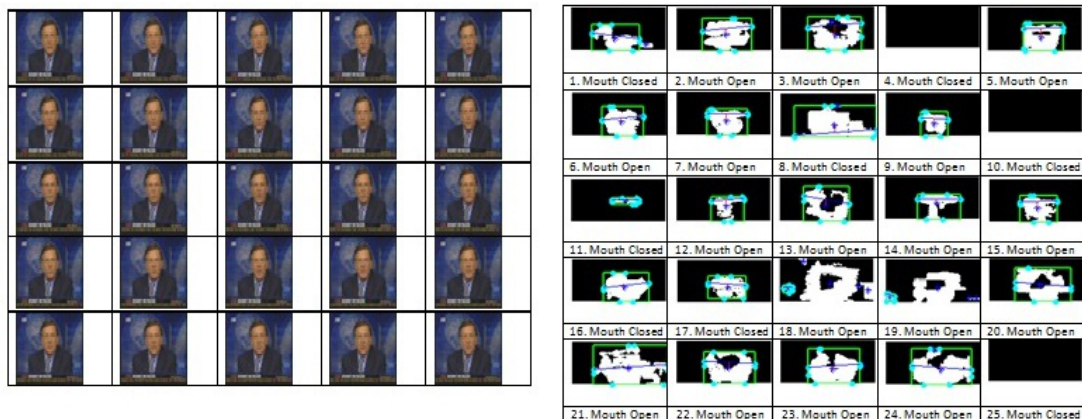 1. Mouth Closed
2. Mouth Open
3. Mouth Open
4. Mouth Closed
5. Mouth Open
6. Mouth Open
7. Mouth Open
8. Mouth Closed
9. Mouth Open
10. Mouth Closed
11. Mouth Closed
12. Mouth Open
13. Mouth Open
14. Mouth Open
15. Mouth Open
16. Mouth Closed
17. Mouth Closed
18. Mouth Open
19. Mouth Open
20. Mouth Open
21. Mouth Open
22. Mouth Open
23. Mouth Open
24. Mouth Open
25. Mouth Closed